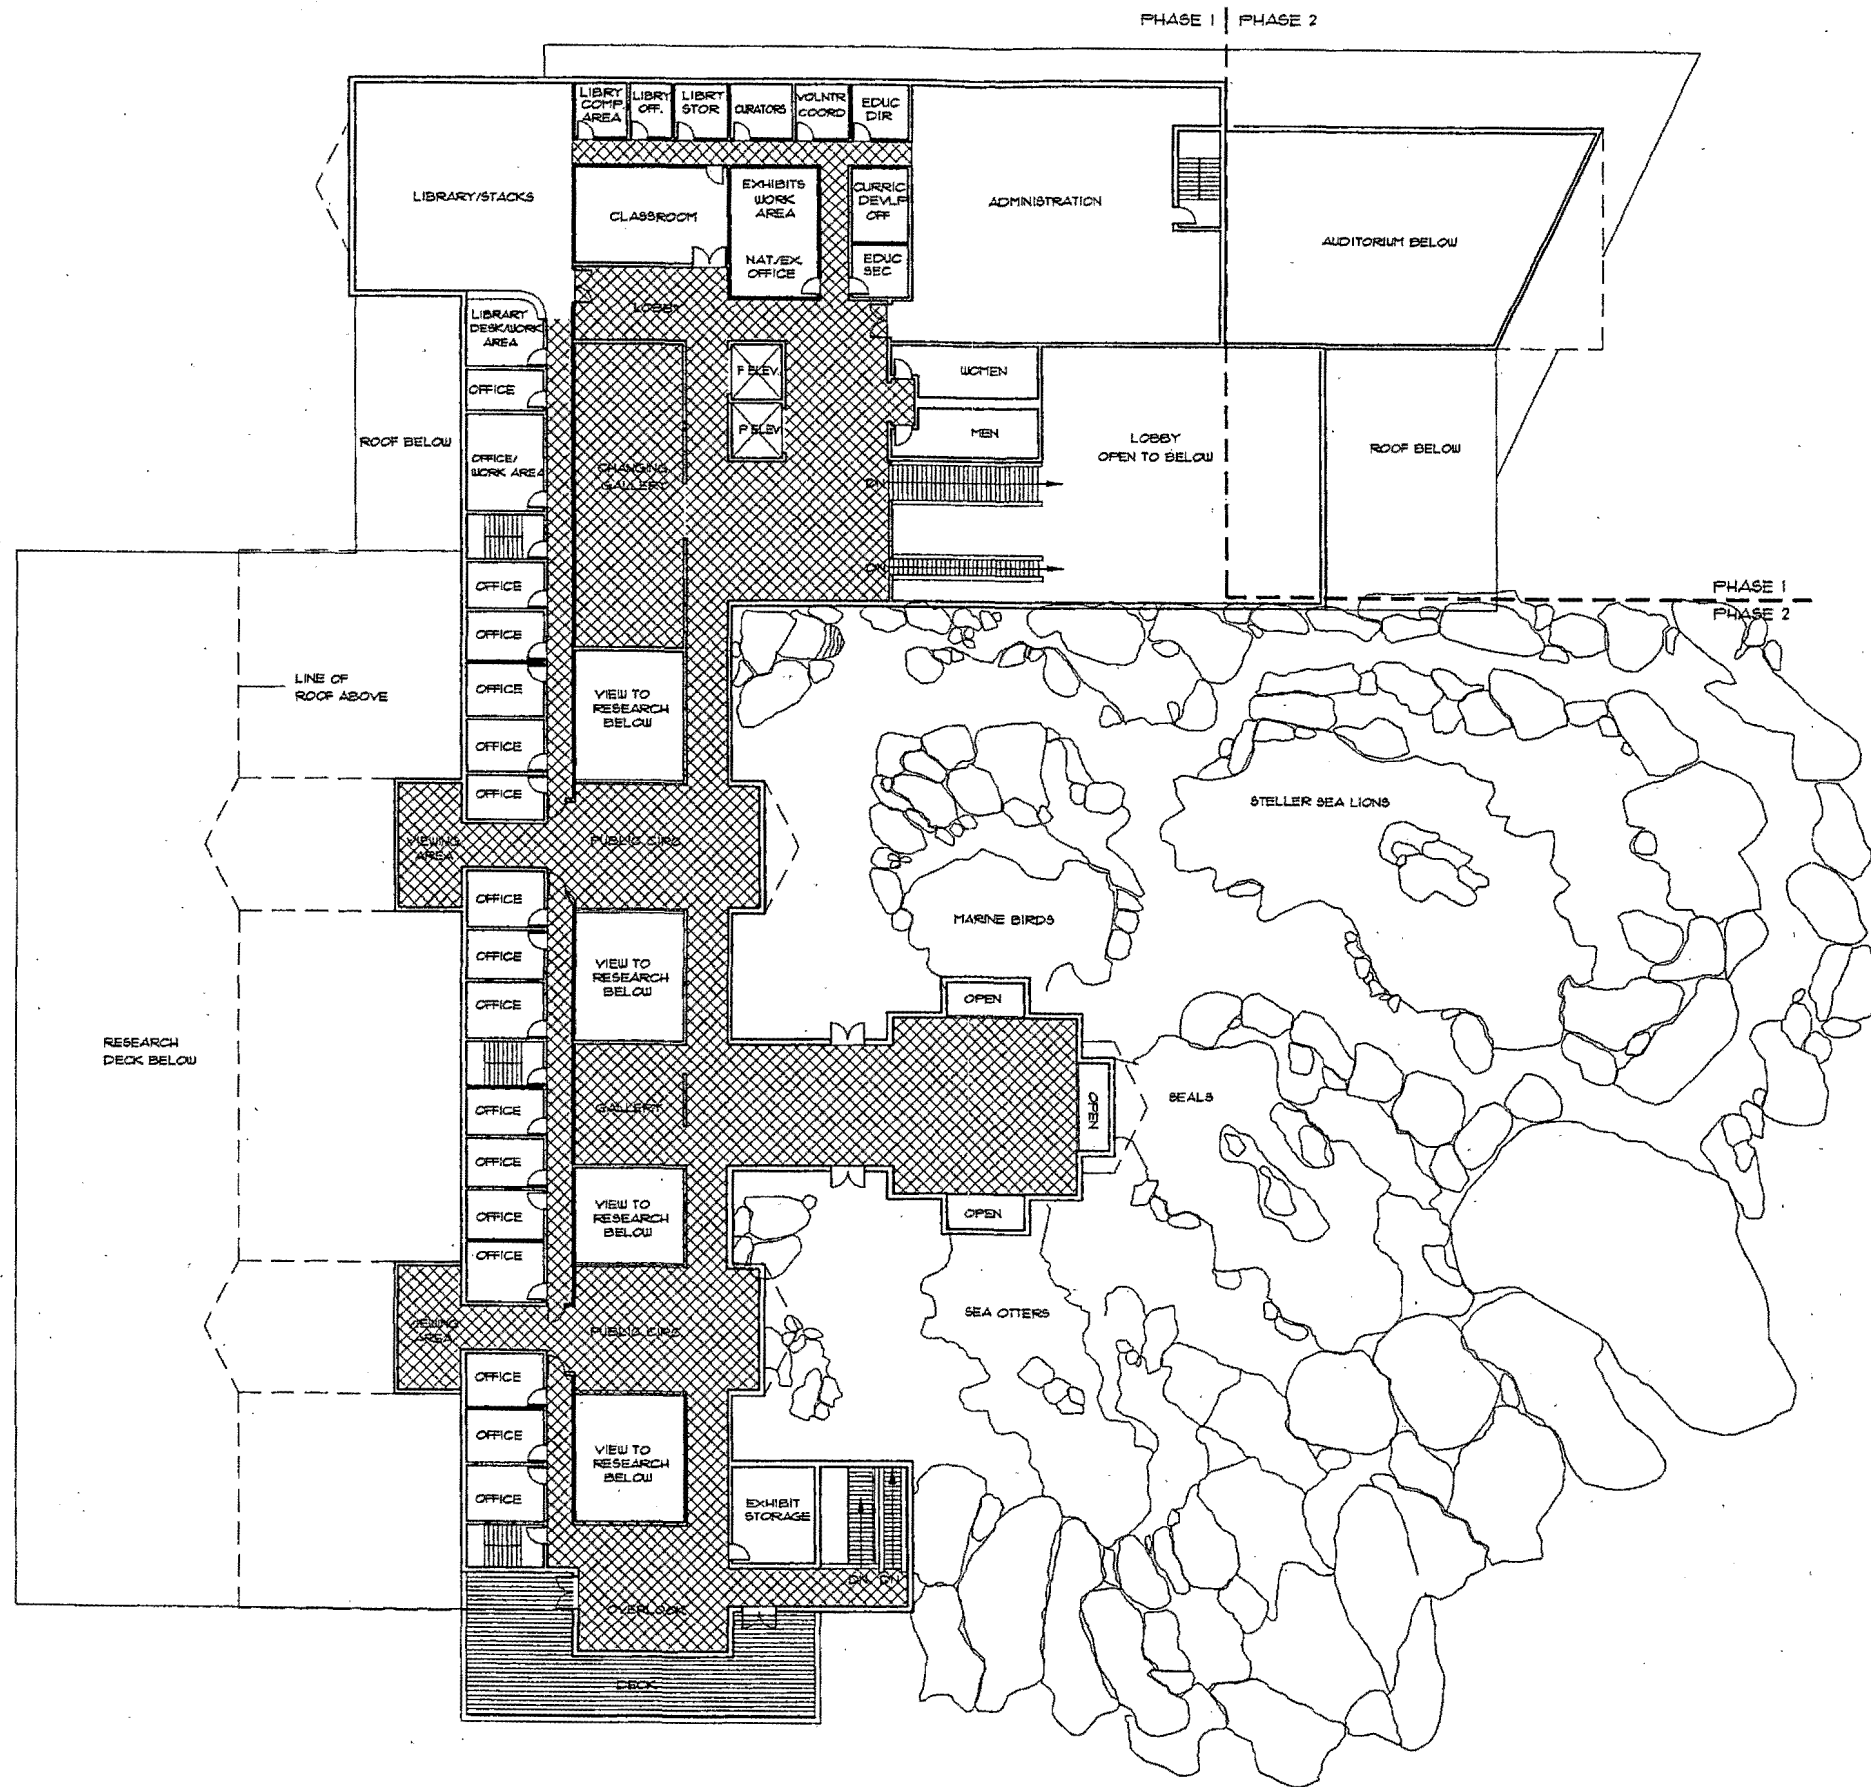 PHASE 1 PHASE 2
LIBRY
COMP.
AREA
LIBRY
OFF.
LIBRY
STOR
CURATORS
VOLNTR
COORD
EDUC
DIR
LIBRARY/STACKS
CLASSROOM
EXHIBITS
WORK
AREA
NAT/EX.
OFFICE
CURRIC
DEVLP
OFF
EDUC
SEC
ADMINISTRATION
AUDITORIUM BELOW
LOBBY
LIBRARY
DESK/WORK
AREA
OFFICE
F ELEV.
WOMEN
P ELEV
MEN
ROOF BELOW
OFFICE/
WORK AREA
CHANGING
GALLERY
LOBBY
OPEN TO BELOW
ROOF BELOW
DN
DN
OFFICE
PHASE 1
PHASE 2
OFFICE
LINE OF
ROOF ABOVE
OFFICE
VIEW TO
RESEARCH
BELOW
OFFICE
OFFICE
STELLER SEA LIONS
VIEWING
AREA
PUBLIC CIRC
OFFICE
MARINE BIRDS
OFFICE
VIEW TO
RESEARCH
BELOW
OFFICE
OPEN
RESEARCH
DECK BELOW
OFFICE
GALLERY
OPEN
SEALS
OFFICE
OFFICE
VIEW TO
RESEARCH
BELOW
OPEN
OFFICE
SEA OTTERS
VIEWING
AREA
PUBLIC CIRC
OFFICE
OFFICE
VIEW TO
RESEARCH
BELOW
OFFICE
EXHIBIT
STORAGE
DN DN
OVERLOOK
DECK